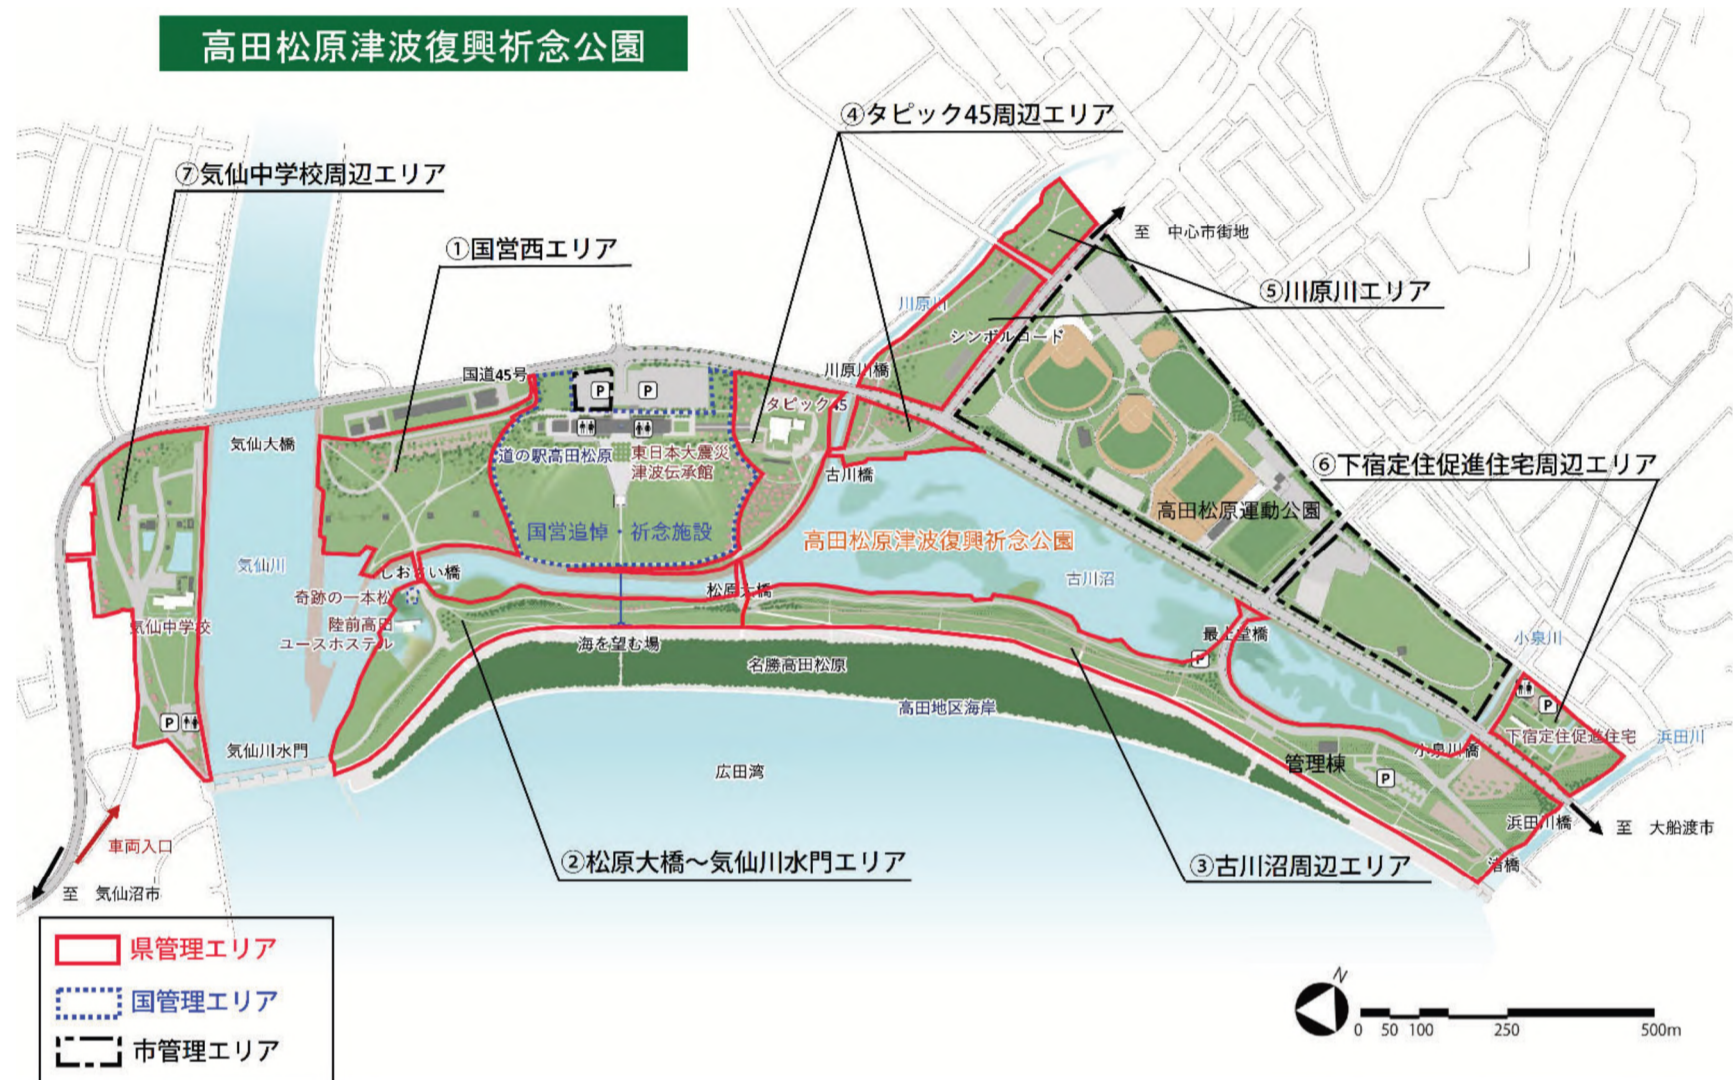 高田松原津波復興祈念公園
④タピック45周辺エリア
⑦気仙中学校周辺エリア
至 中心市街地
①国営西エリア
⑤川原川エリア
川原川
シンボルロード
川原川橋
国道45号
P
P
タピック45
気仙大橋
道の駅高田松原
東日本大震災
津波伝承館
古川橋
⑥下宿定住促進住宅周辺エリア
高田松原運動公園
国営追悼・祈念施設
高田松原津波復興祈念公園
気仙川
しおさい橋
古川沼
奇跡の一本松
松原大橋
陸前高田
ユースホステル
気仙中学校
海を望む場
最上堂橋
P
小泉川
名勝高田松原
高田地区海岸
P
P
下宿定住促進住宅
浜田川
気仙川水門
小泉川橋
管理棟
P
広田湾
浜田川橋
至 大船渡市
車両入口
②松原大橋～気仙川水門エリア
③古川沼周辺エリア
清橋
至 気仙沼市
県管理エリア
国管理エリア
市管理エリア
N
0 50 100 250 500m